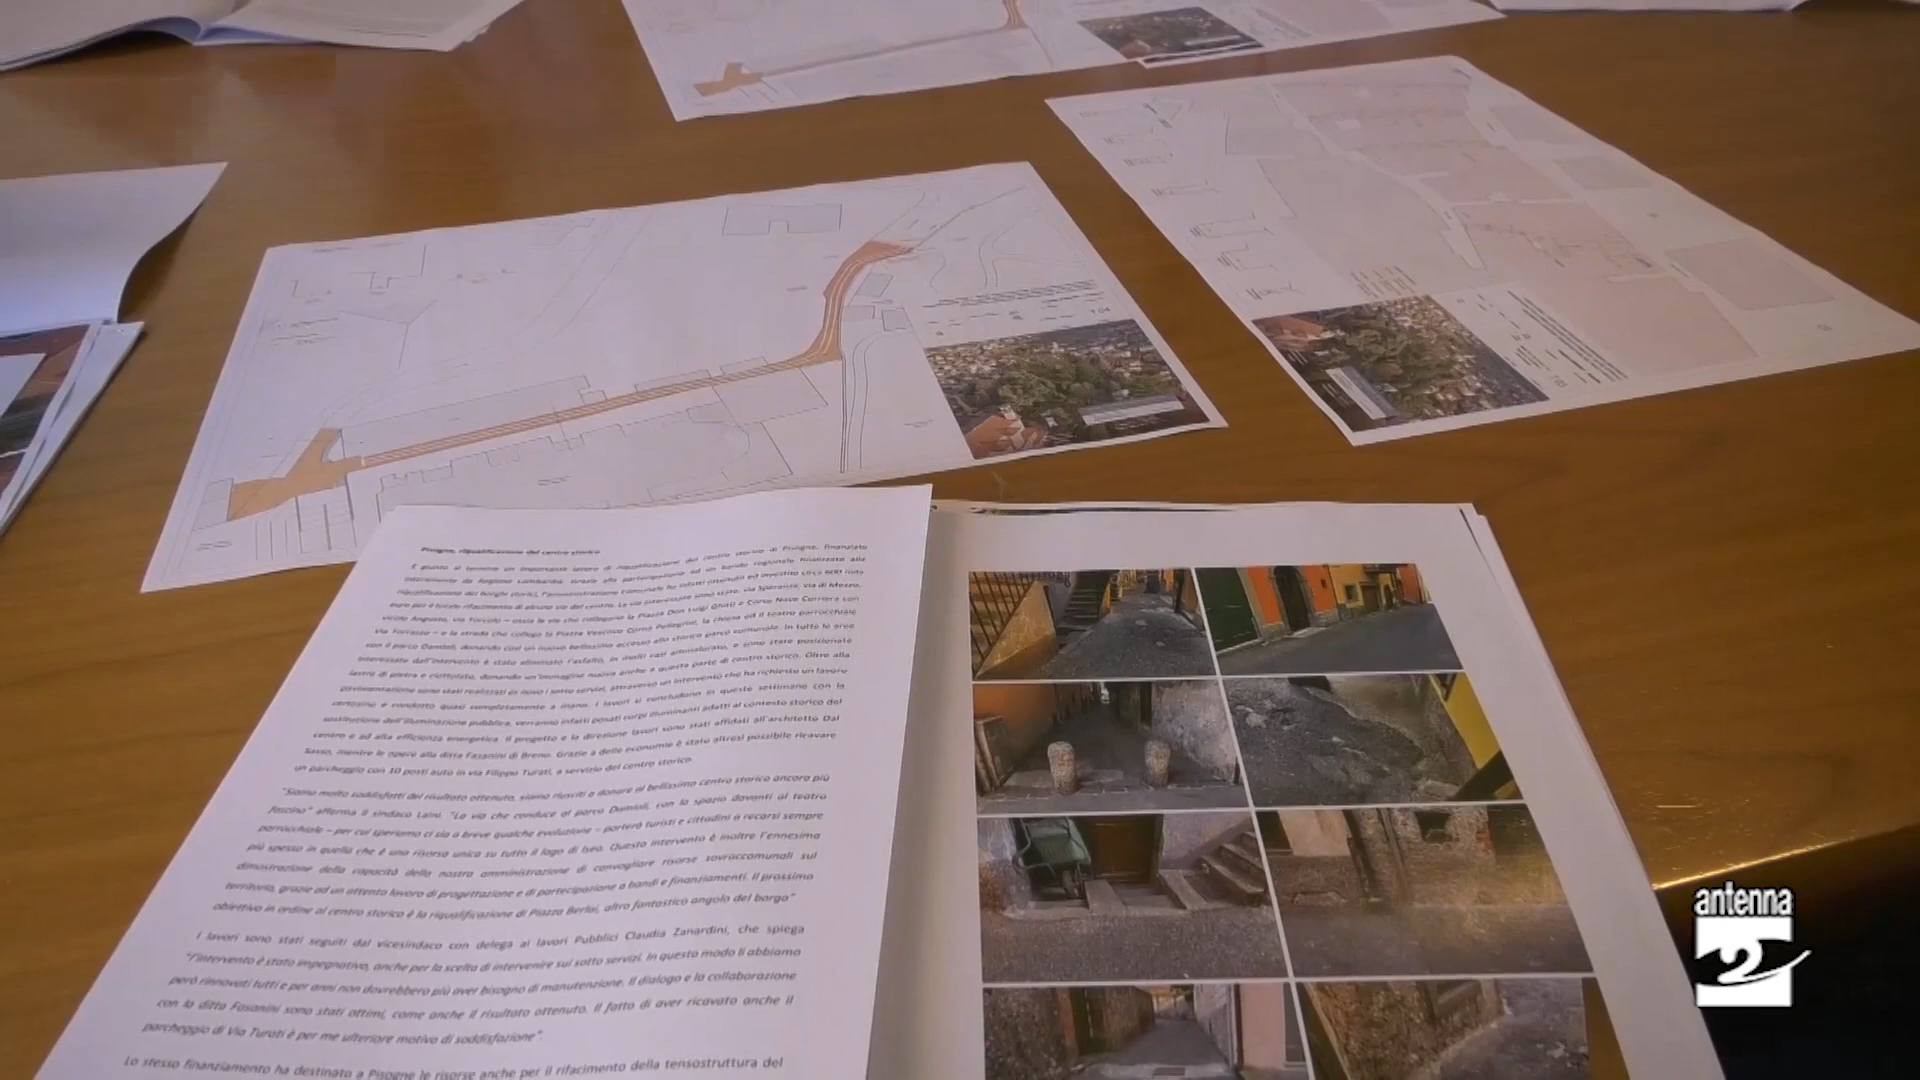 Pisogne, riqualificazione del centro storico
È giunto al termine un importante lavoro di riqualificazione del centro storico di Pisogne, finanziato
interamente da Regione Lombardia. Grazie alla partecipazione ad un bando regionale finalizzato alla
riqualificazione dei borghi storici, l'amministrazione comunale ha infatti ottenuto ed investito circa 600 mila
euro per il totale rifacimento di alcune vie del centro. Le vie interessate sono state: via Speranza, via di Mezzo,
vicolo Angusto, via Torcolo – ossia le vie che collegano la Piazza Don Luigi Ghitti e Corso Nave Corriera con
Via Torrazzo – e la strada che collega la Piazza Vescovo Corna Pellegrini, la chiesa ed il teatro parrocchiale
con il parco Damioli, donando così un nuovo bellissimo accesso allo storico parco comunale. In tutte le aree
interessate dall'intervento è stato eliminato l'asfalto, in molti casi ammalorato, e sono state posizionate
lastre di pietra e ciottolato, donando un'immagine nuova anche a questa parte di centro storico. Oltre alla
pavimentazione sono stati realizzati ex novo i sotto servizi, attraverso un intervento che ha richiesto un lavoro
certosino e condotto quasi completamente a mano. I lavori si concludono in queste settimane con la
sostituzione dell'illuminazione pubblica, verranno infatti posati corpi illuminanti adatti al contesto storico del
centro e ad alta efficienza energetica. Il progetto e la direzione lavori sono stati affidati all'architetto Dal
Sasso, mentre le opere alla ditta Fasanini di Breno. Grazie a delle economie è stato altresì possibile ricavare
un parcheggio con 10 posti auto in via Filippo Turati, a servizio del centro storico.
"Siamo molto soddisfatti del risultato ottenuto, siamo riusciti a donare al bellissimo centro storico ancora più
fascino" afferma il sindaco Laini. "La via che conduce al parco Damioli, con lo spazio davanti al teatro
parrocchiale – per cui speriamo ci sia a breve qualche evoluzione – porterà turisti e cittadini a recarsi sempre
più spesso in quella che è una risorsa unica su tutto il lago di Iseo. Questo intervento è inoltre l'ennesima
dimostrazione della capacità della nostra amministrazione di convogliare risorse sovraccomunali sul
territorio, grazie ad un attento lavoro di progettazione e di partecipazione a bandi e finanziamenti. Il prossimo
obiettivo in ordine al centro storico è la riqualificazione di Piazza Berlai, altro fantastico angolo del borgo"
I lavori sono stati seguiti dal vicesindaco con delega ai lavori Pubblici Claudia Zanardini, che spiega
"l'intervento è stato impegnativo, anche per la scelta di intervenire sui sotto servizi. In questo modo li abbiamo
però rinnovati tutti e per anni non dovrebbero più aver bisogno di manutenzione. Il dialogo e la collaborazione
con la ditta Fasanini sono stati ottimi, come anche il risultato ottenuto. Il fatto di aver ricavato anche il
parcheggio di Via Turati è per me ulteriore motivo di soddisfazione".
Lo stesso finanziamento ha destinato a Pisogne le risorse anche per il rifacimento della tensostruttura del
antenna
2